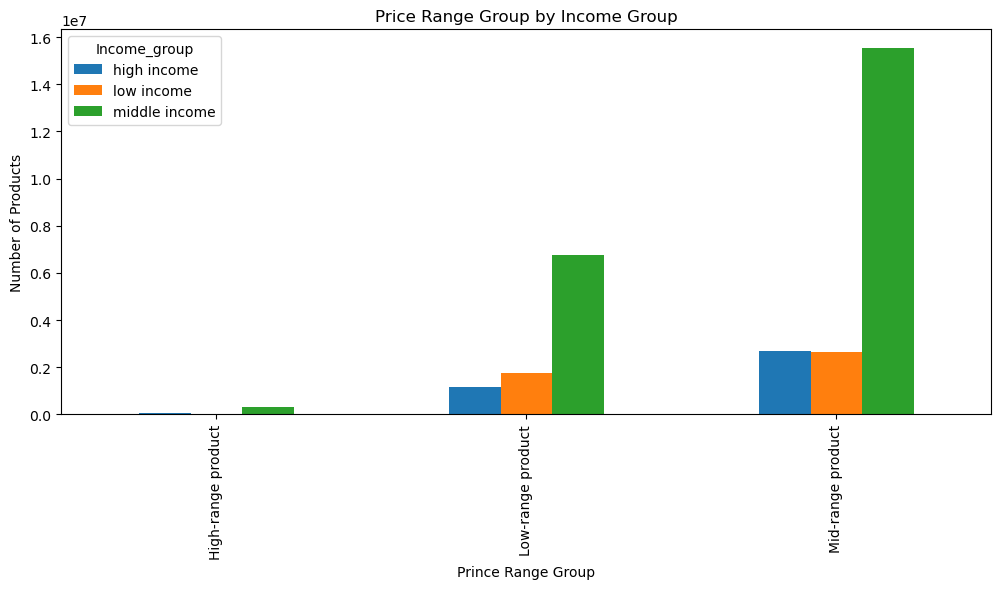 Price Range Group by Income Group
1e7
Income_group
high income
low income
middle income
Number of Products
1.6
1.4
1.2
1.0
0.8
0.6
0.4
0.2
0.0
High-range product
Low-range product
Mid-range product
Prince Range Group